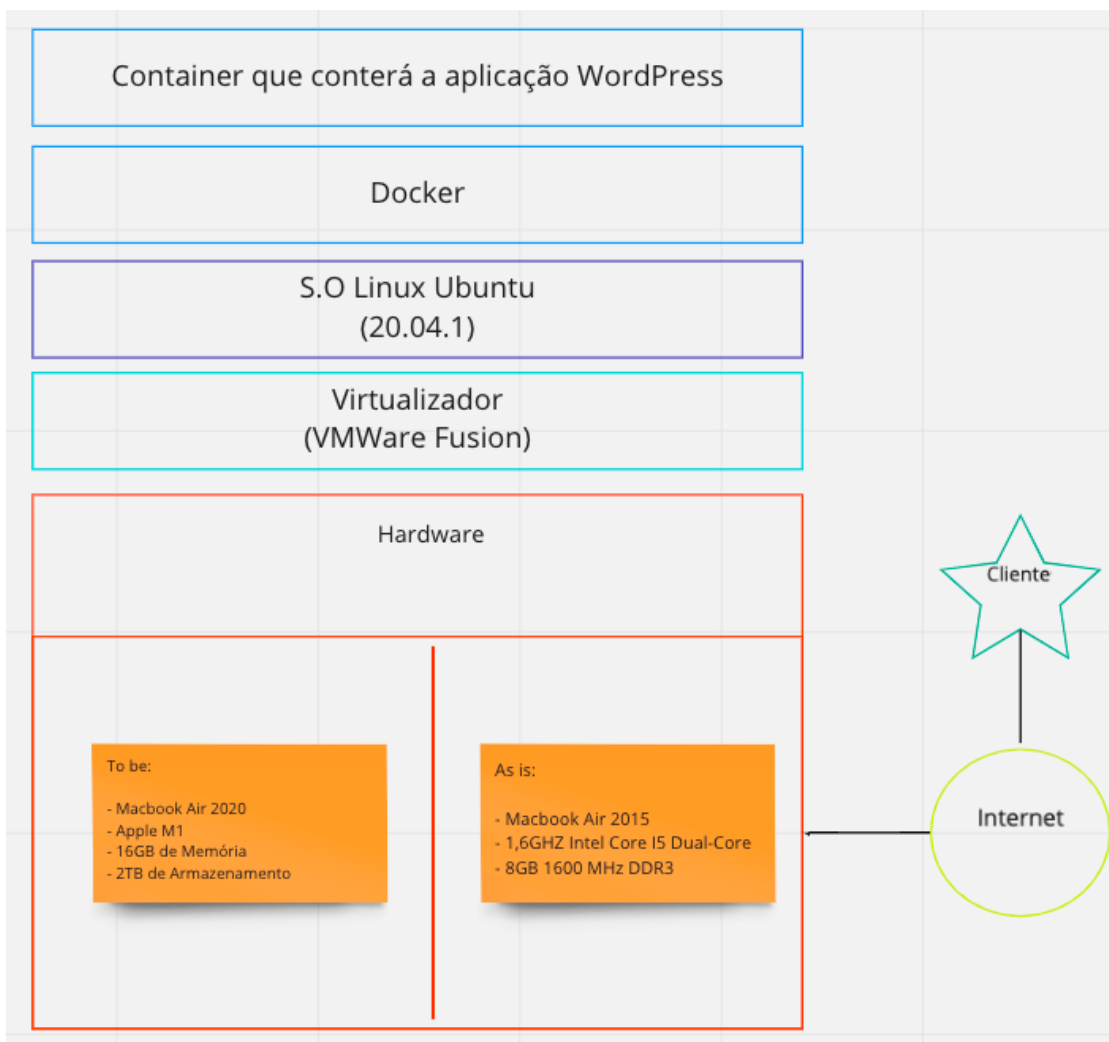 Container que conterá a aplicação WordPress
Docker
S.O Linux Ubuntu
(20.04.1)
Virtualizador
(VMWare Fusion)
Hardware
Cliente
To be:
- Macbook Air 2020
- Apple M1
- 16GB de Memória
- 2TB de Armazenamento
As is:
- Macbook Air 2015
- 1,6GHZ Intel Core I5 Dual-Core
- 8GB 1600 MHz DDR3
Internet